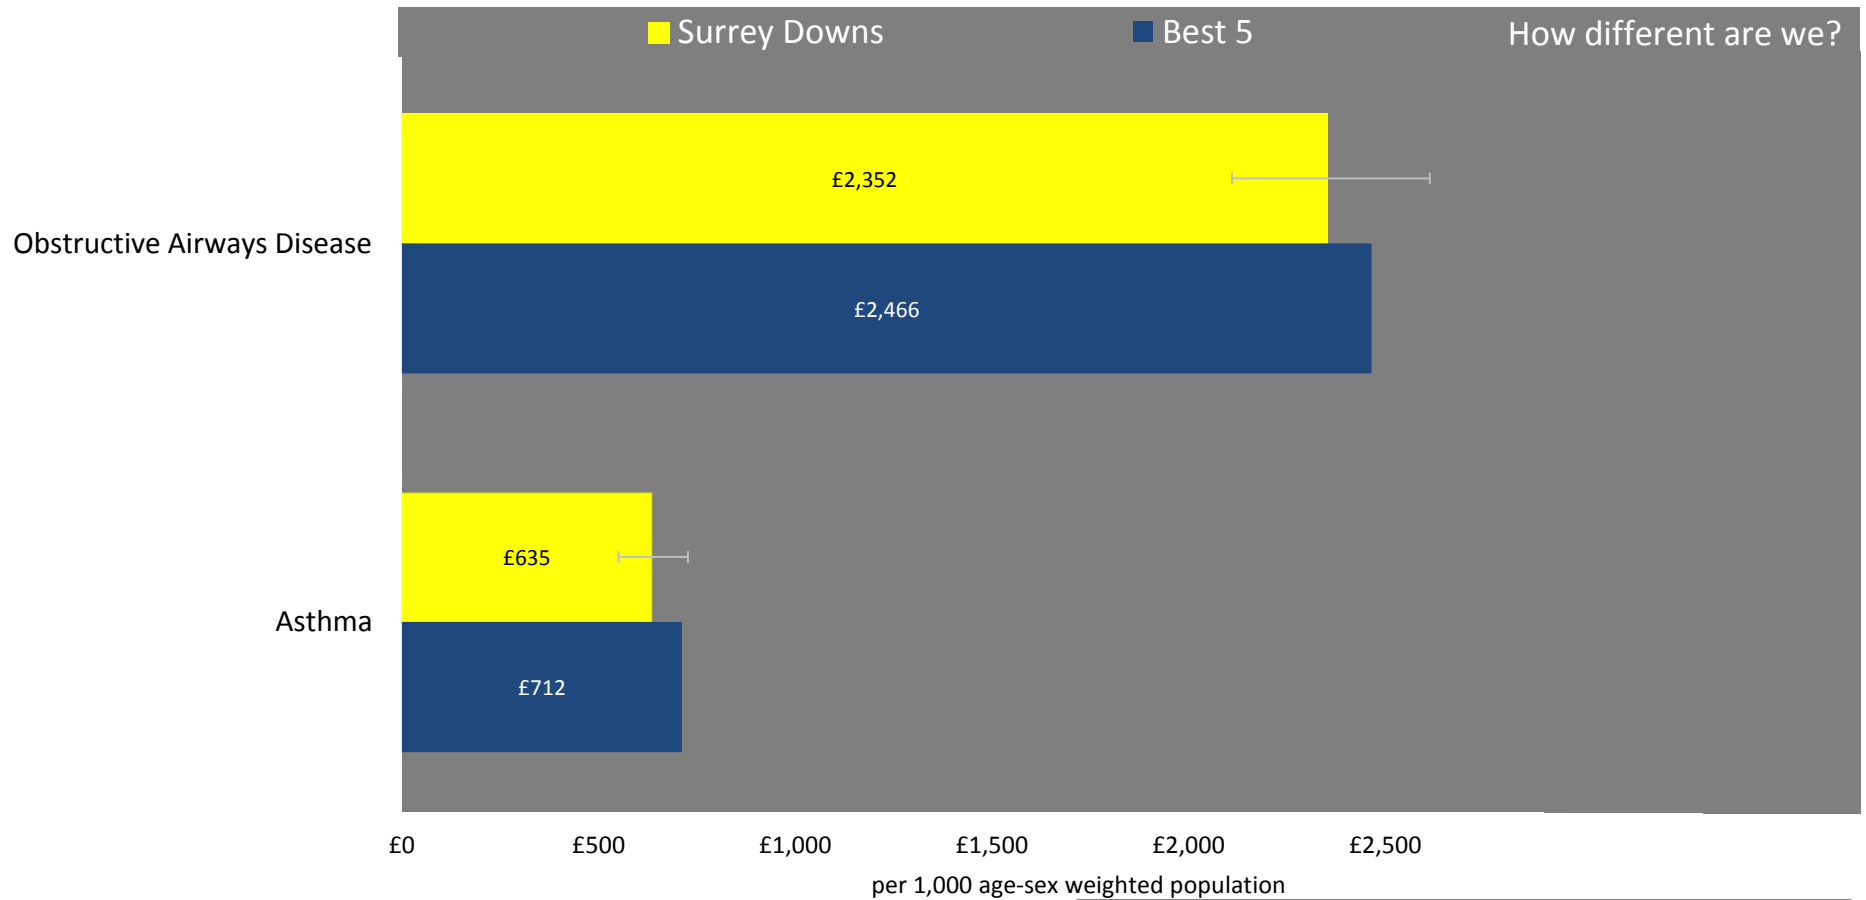 Surrey Downs Best 5 How different are we?
£2,352
Obstructive Airways Disease
£2,466
£635
Asthma
£712
£0 £500 £1,000 £1,500 £2,000 £2,500
per 1,000 age-sex weighted population